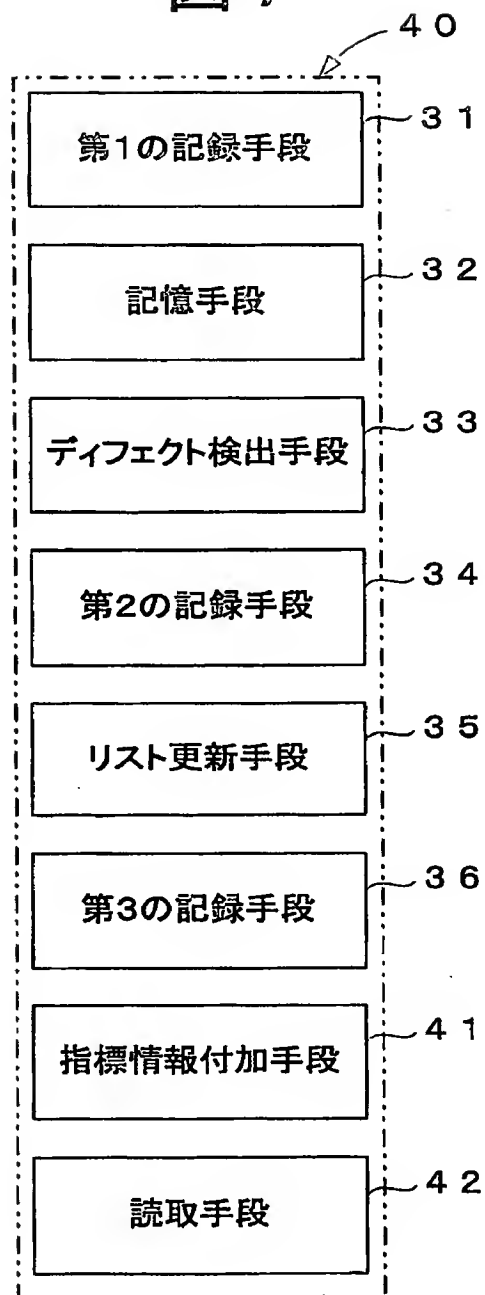 40
第1の記録手段 31
記憶手段 32
ディフェクト検出手段 33
第2の記録手段 34
リスト更新手段 35
第3の記録手段 36
指標情報付加手段 41
読取手段 42